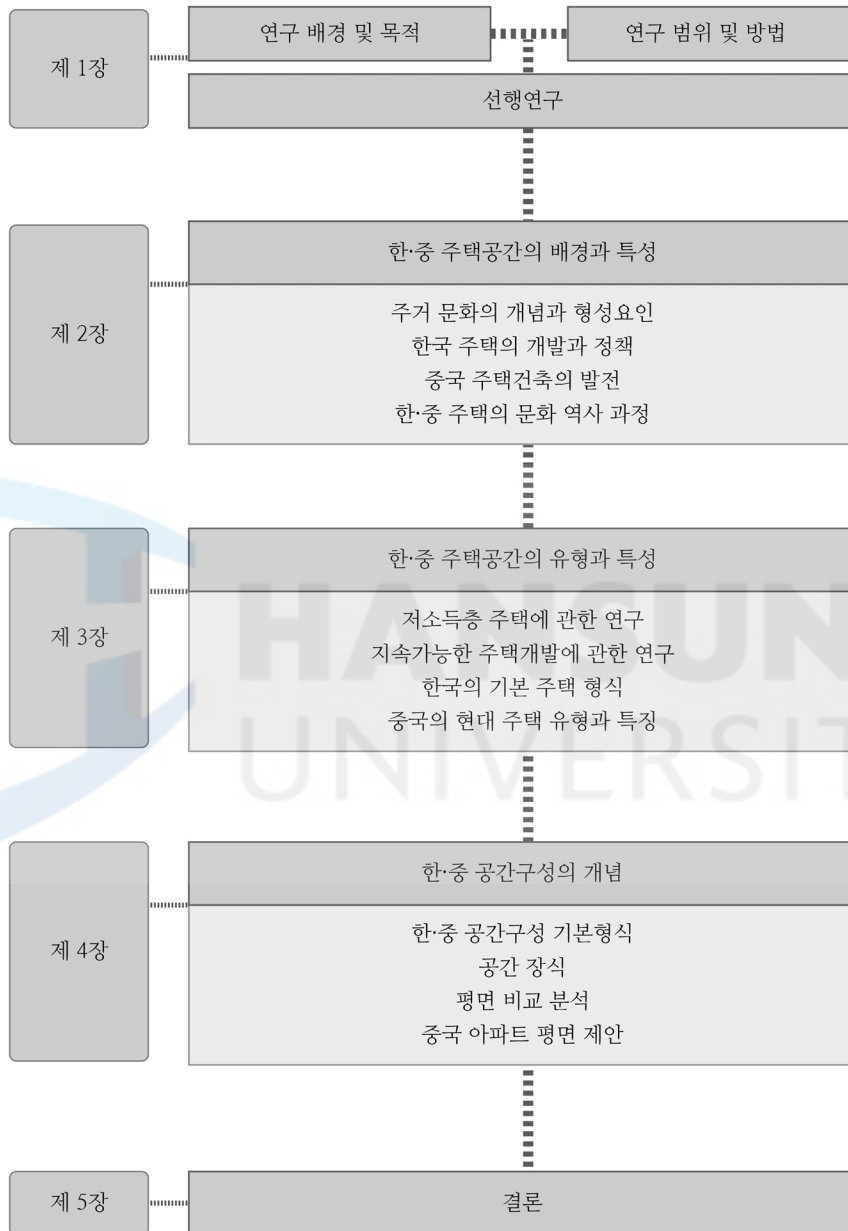 제 1장
연구 배경 및 목적
연구 범위 및 방법
선행연구
제 2장
한·중 주택공간의 배경과 특성
주거 문화의 개념과 형성요인
한국 주택의 개발과 정책
중국 주택건축의 발전
한·중 주택의 문화 역사 과정
제 3장
한·중 주택공간의 유형과 특성
저소득층 주택에 관한 연구
지속가능한 주택개발에 관한 연구
한국의 기본 주택 형식
중국의 현대 주택 유형과 특징
HANSUN
UNIVERSIT
제 4장
한·중 공간구성의 개념
한·중 공간구성 기본형식
공간 장식
평면 비교 분석
중국 아파트 평면 제안
제 5장
결론